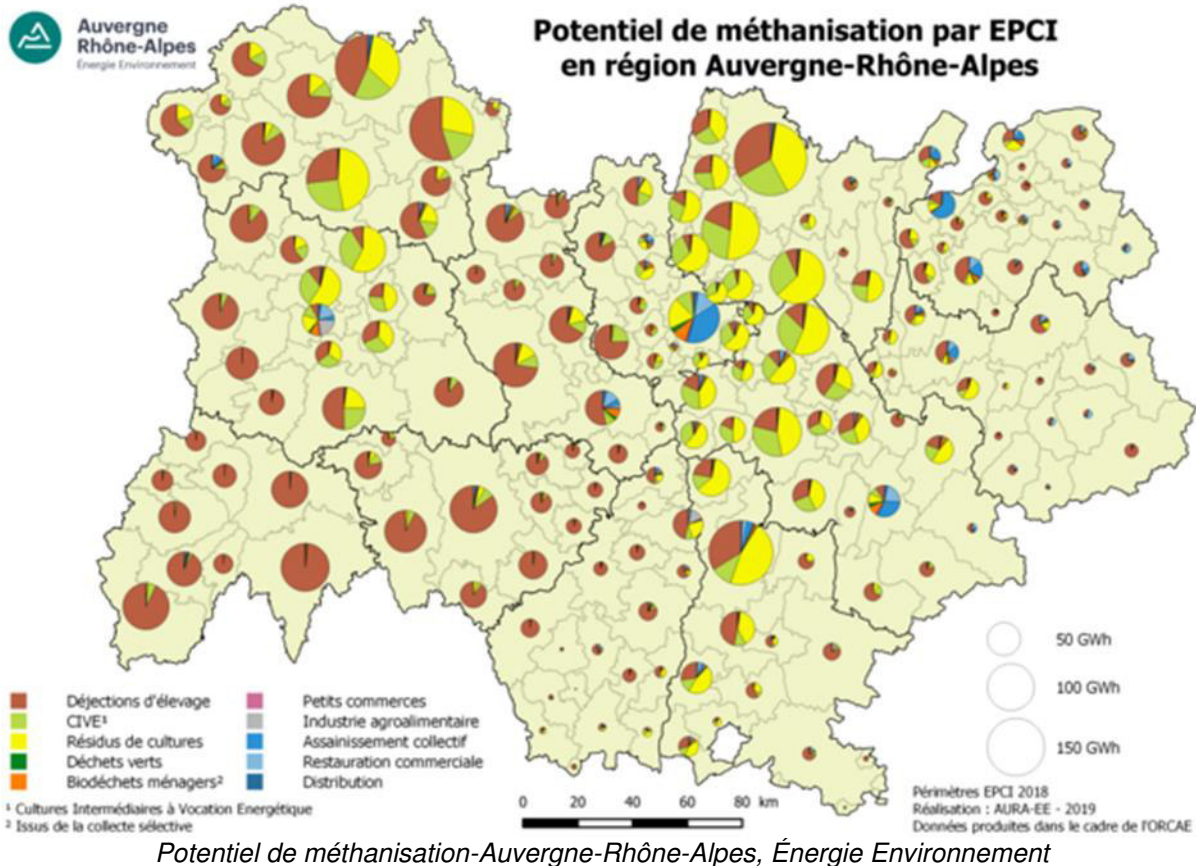 Auvergne
Rhône-Alpes
Énergie Environnement
Potentiel de méthanisation par EPCI
en région Auvergne-Rhône-Alpes
50 GWh
100 GWh
150 GWh
Déjections d'élevage
CIVE¹
Résidus de cultures
Déchets verts
Biodéchets ménagers²
Petits commerces
Industrie agroalimentaire
Assainissement collectif
Restauration commerciale
Distribution
¹ Cultures Intermédiaires à Vocation Energétique
² Issus de la collecte sélective
0 20 40 60 80 km
Périmètres EPCI 2018
Réalisation : AURA-EE - 2019
Données produites dans le cadre de l'ORCAE
Potentiel de méthanisation-Auvergne-Rhône-Alpes, Énergie Environnement